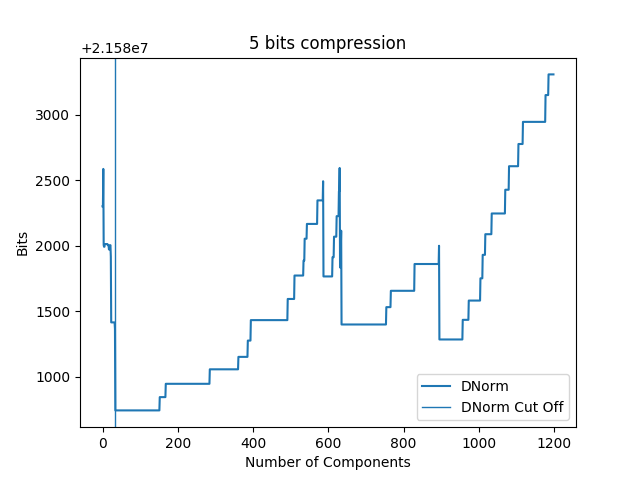 5 bits compression
+2.158e7
3000
2500
2000
1500
1000
Bits
0 200 400 600 800 1000 1200
Number of Components
DNorm
DNorm Cut Off